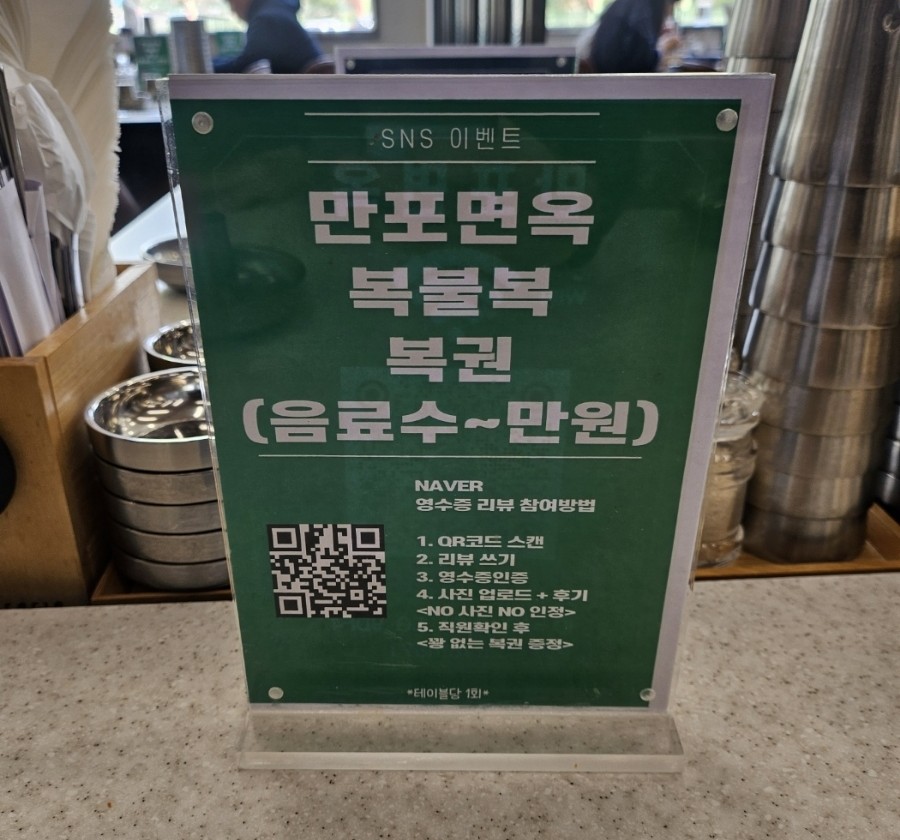 SNS 이벤트
만포면옥
복불복
복권
(음료수~만원)
NAVER
영수증 리뷰 참여방법
1. QR코드 스캔
2. 리뷰 쓰기
3. 영수증인증
4. 사진 업로드 + 후기
<NO 사진 NO 인정>
5. 직원확인 후
<꽝 없는 복권 증정>
*테이블당 1회*